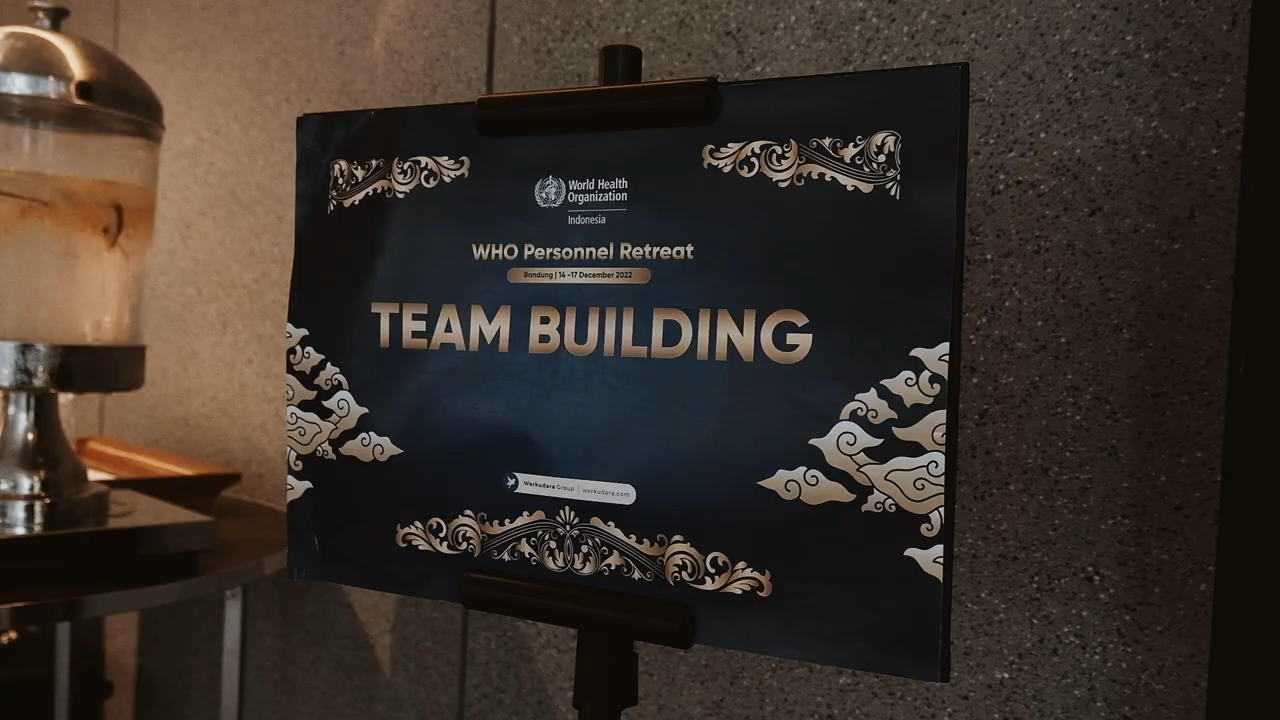 World Health
Organization
Indonesia
WHO Personnel Retreat
Bandung | 14 -17 December 2022
TEAM BUILDING
Werkudara Group | werkudara.com